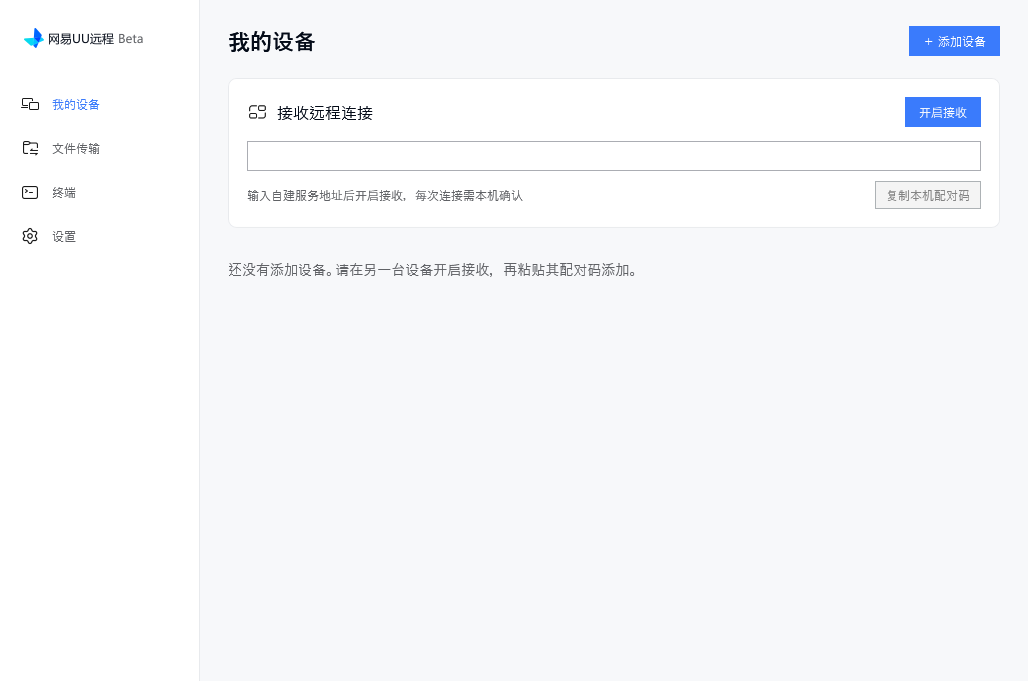 网易UU远程 Beta
我的设备
文件传输
终端
设置
我的设备
+ 添加设备
接收远程连接
开启接收
输入自建服务地址后开启接收，每次连接需本机确认
复制本机配对码
还没有添加设备。请在另一台设备开启接收，再粘贴其配对码添加。